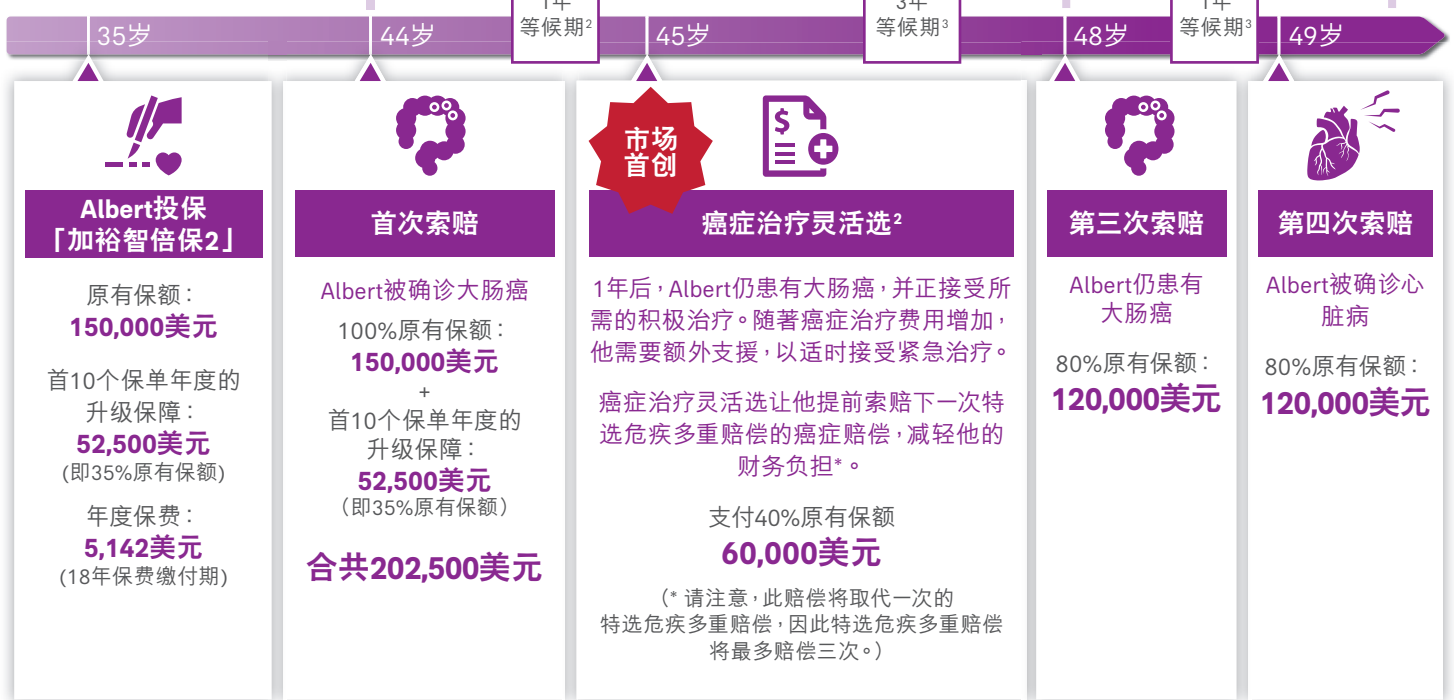 1年
等候期2
3年
等候期3
1年
等候期3
35岁
44岁
45岁
48岁
49岁
Albert投保
「加裕智倍保2」
原有保额：
150,000美元
首10个保单年度的
升级保障：
52,500美元
(即35%原有保额)
年度保费：
5,142美元
(18年保费缴付期)
首次索赔
Albert被确诊大肠癌
100%原有保额：
150,000美元
+
首10个保单年度的
升级保障：
52,500美元
（即35%原有保额）
合共202,500美元
市场
首创
$
癌症治疗灵活选2
1年后，Albert仍患有大肠癌，并正接受所
需的积极治疗。随著癌症治疗费用增加，
他需要额外支援，以适时接受紧急治疗。
癌症治疗灵活选让他提前索赔下一次特
选危疾多重赔偿的癌症赔偿，减轻他的
财务负担*。
支付40%原有保额
60,000美元
（* 请注意，此赔偿将取代一次的
特选危疾多重赔偿，因此特选危疾多重赔偿
将最多赔偿三次。）
第三次索赔
Albert仍患有
大肠癌
80%原有保额：
120,000美元
第四次索赔
Albert被确诊心
脏病
80%原有保额：
120,000美元